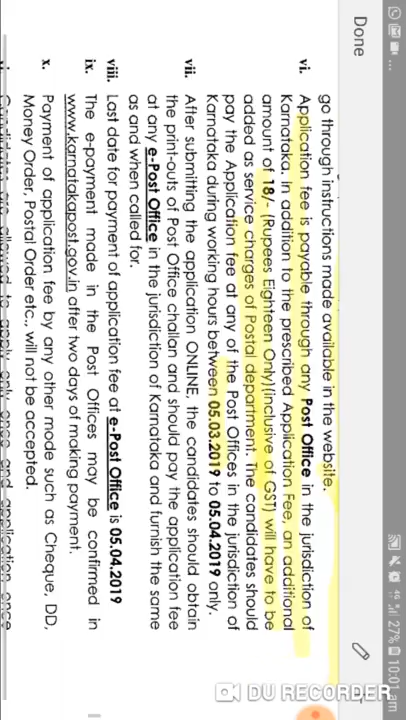 27% 10:01 am
Done
go through instructions made available in the website.
vi. Application fee is payable through any Post Office in the jurisdiction of
Karnataka. In addition to the prescribed Application Fee, an additional
amount of 18/- (Rupees Eighteen Only)(inclusive of GST) will have to be
added as service charges of Postal department. The candidates should
pay the Application fee at any of the Post Offices in the jurisdiction of
Karnataka during working hours between 05.03.2019 to 05.04.2019 only.
vii. After submitting the application ONLINE, the candidates should obtain
the print-outs of Post Office challan and should pay the application fee
at any e-Post Office in the jurisdiction of Karnataka and furnish the same
as and when called for.
viii. Last date for payment of application fee at e-Post Office is 05.04.2019
ix. The e-payment made in the Post Offices may be confirmed in
www.karnatakapost.gov.in after two days of making payment.
x. Payment of application fee by any other mode such as Cheque, DD,
Money Order, Postal Order etc., will not be accepted.
DU RECORDER